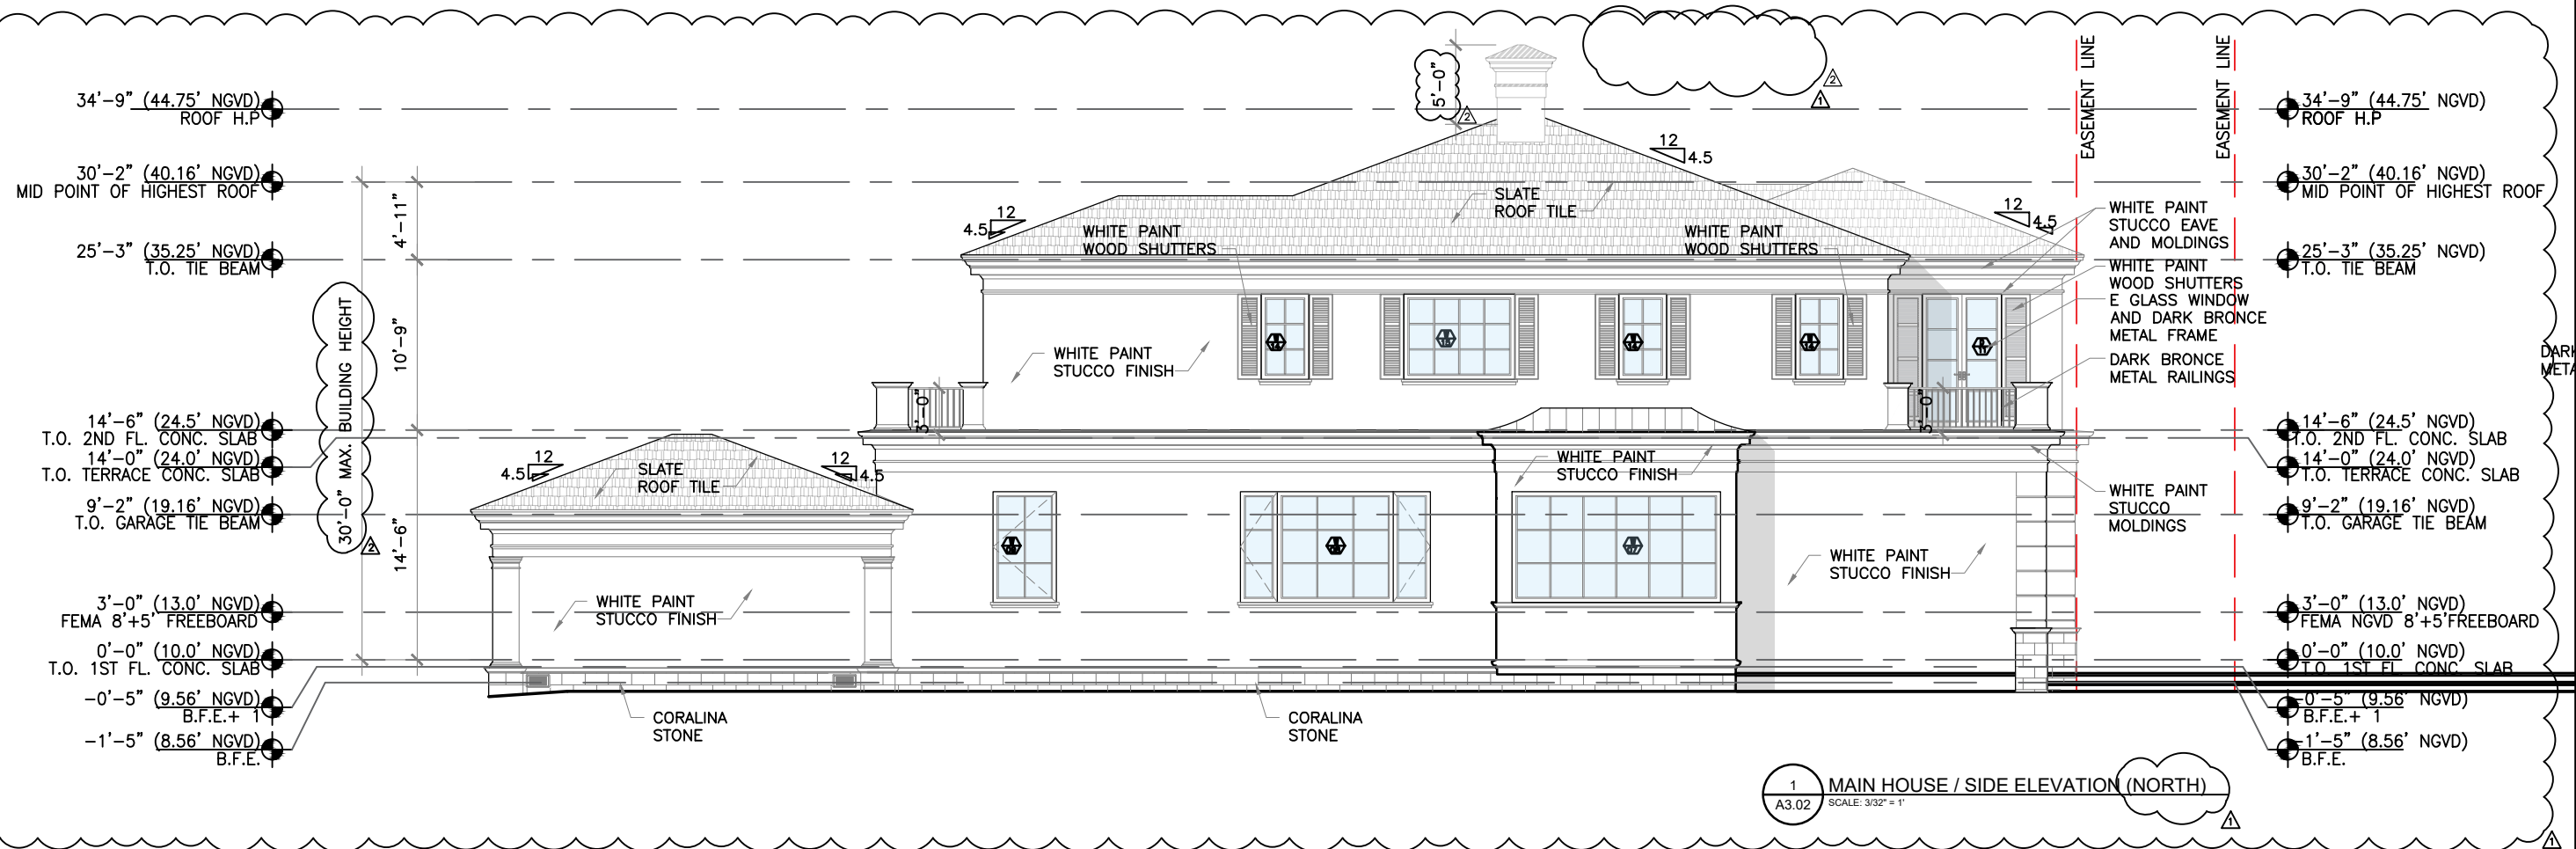 34'-9" (44.75' NGVD)
ROOF H.P
30'-2" (40.16' NGVD)
MID POINT OF HIGHEST ROOF
25'-3" (35.25' NGVD)
T.O. TIE BEAM
14'-6" (24.5' NGVD)
T.O. 2ND FL. CONC. SLAB
14'-0" (24.0' NGVD)
T.O. TERRACE CONC. SLAB
9'-2" (19.16' NGVD)
T.O. GARAGE TIE BEAM
3'-0" (13.0' NGVD)
FEMA 8'+5' FREEBOARD
0'-0" (10.0' NGVD)
T.O. 1ST FL. CONC. SLAB
-0'-5" (9.56' NGVD)
B.F.E.+ 1
-1'-5" (8.56' NGVD)
B.F.E.
30'-0" MAX. BUILDING HEIGHT
2
4'-11"
10'-9"
14'-6"
5'-0"
2
2
1
12
4.5
12
4.5
12
4.5
12
4.5
12
4.5
SLATE
ROOF TILE
WHITE PAINT
WOOD SHUTTERS
WHITE PAINT
WOOD SHUTTERS
WHITE PAINT
STUCCO FINISH
3'-0"
3'-0"
SLATE
ROOF TILE
WHITE PAINT
STUCCO FINISH
WHITE PAINT
STUCCO FINISH
WHITE PAINT
STUCCO FINISH
CORALINA
STONE
CORALINA
STONE
EASEMENT LINE
EASEMENT LINE
WHITE PAINT
STUCCO EAVE
AND MOLDINGS
WHITE PAINT
WOOD SHUTTERS
E GLASS WINDOW
AND DARK BRONCE
METAL FRAME
DARK BRONCE
METAL RAILINGS
WHITE PAINT
STUCCO
MOLDINGS
34'-9" (44.75' NGVD)
ROOF H.P
30'-2" (40.16' NGVD)
MID POINT OF HIGHEST ROOF
25'-3" (35.25' NGVD)
T.O. TIE BEAM
14'-6" (24.5' NGVD)
T.O. 2ND FL. CONC. SLAB
14'-0" (24.0' NGVD)
T.O. TERRACE CONC. SLAB
9'-2" (19.16' NGVD)
T.O. GARAGE TIE BEAM
3'-0" (13.0' NGVD)
FEMA NGVD 8'+5'FREEBOARD
0'-0" (10.0' NGVD)
T.O. 1ST FL. CONC. SLAB
-0'-5" (9.56' NGVD)
B.F.E.+ 1
-1'-5" (8.56' NGVD)
B.F.E.
1
A3.02
MAIN HOUSE / SIDE ELEVATION (NORTH)
SCALE: 3/32" = 1'
1
1